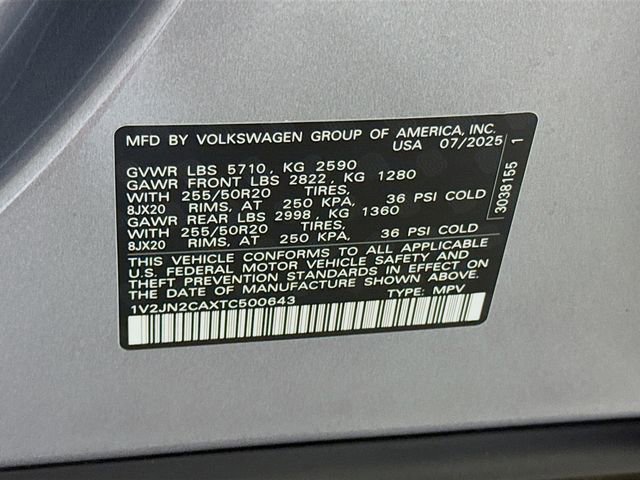 MFD BY VOLKSWAGEN GROUP OF AMERICA, INC.
USA 07/2025
GVWR LBS 5710, KG 2590
GAWR FRONT LBS 2822, KG 1280
WITH 255/50R20 TIRES,
8JX20 RIMS, AT 250 KPA, 36 PSI COLD
GAWR REAR LBS 2998, KG 1360
WITH 255/50R20 TIRES,
8JX20 RIMS, AT 250 KPA, 36 PSI COLD
THIS VEHICLE CONFORMS TO ALL APPLICABLE
U.S. FEDERAL MOTOR VEHICLE SAFETY AND
THEFT PREVENTION STANDARDS IN EFFECT ON
THE DATE OF MANUFACTURE SHOWN ABOVE.
1V2JN2CAXTC500643 TYPE: MPV
3038155 1